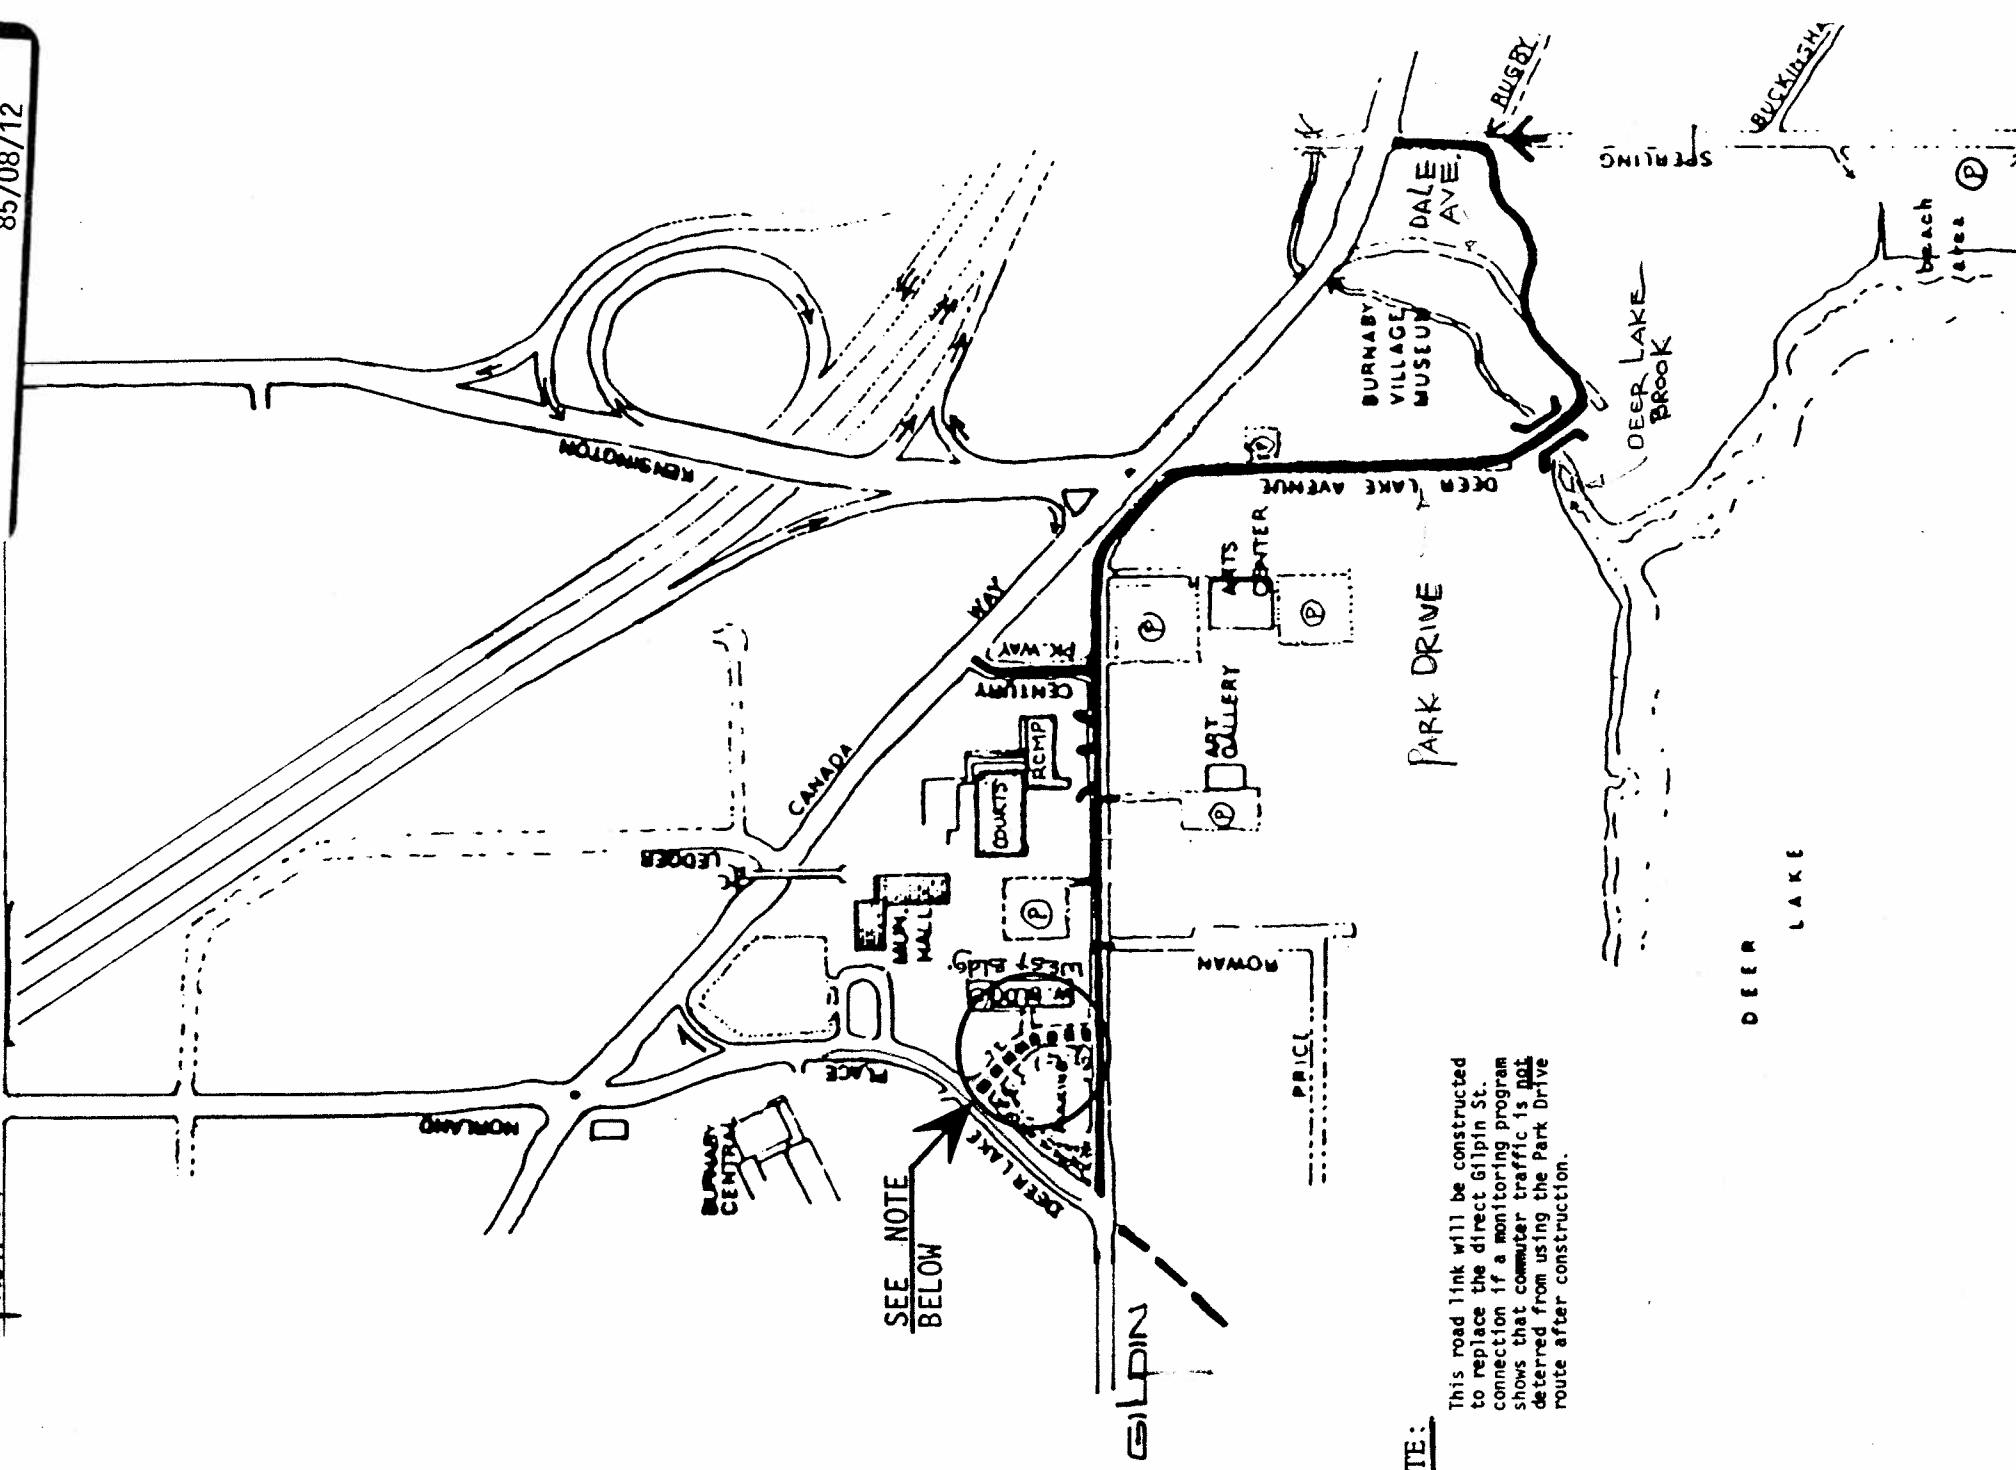 85/08/12
KENSINGTON
RUGBY
BUCKINGHA
SPERLING
P
beach
area
DALE
AVE.
BURNABY
VILLAGE
MUSEUM
DEER LAKE
BROOK
P
DEER LAKE AVENUE
ARTS
CENTER
P
P
PARK DRIVE
WAY
CANADA
PK. WAY
CENTURY
RCMP
COURTS
ART
GALLERY
P
LEDGER
MUN.
HALL
P
EAST BLDG.
W. BLDG
ROWAN
PRICE
DEER
LAKE
NORLAND
PLACE
DEER LAKE
BURNABY
CENTRAL
SEE NOTE
BELOW
GILPIN
TE:
This road link will be constructed
to replace the direct Gilpin St.
connection if a monitoring program
shows that commuter traffic is not
deterred from using the Park Drive
route after construction.